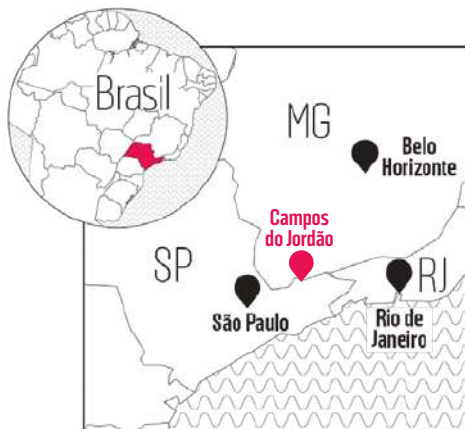 Brasil
MG
Belo
Horizonte
Campos
do Jordão
SP
RJ
São Paulo
Rio de
Janeiro